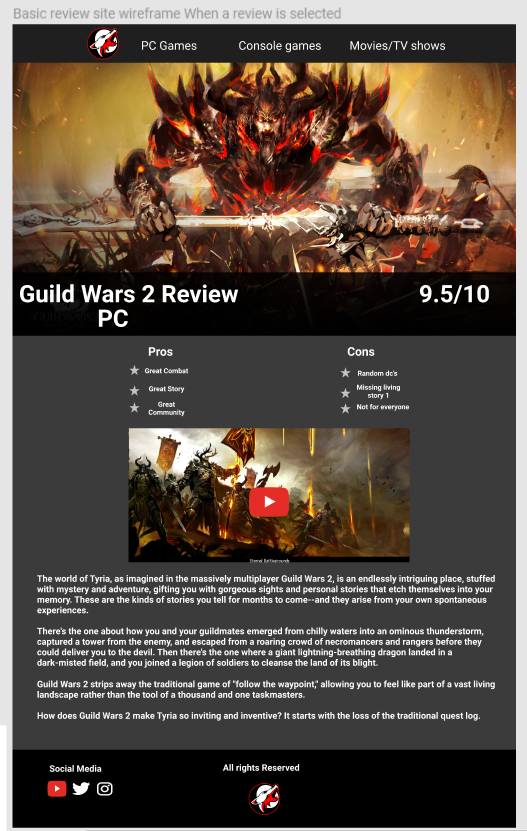 Basic review site wireframe When a review is selected
PC Games
Console games
Movies/TV shows
Guild Wars 2 Review
PC
9.5/10
Pros
Great Combat
Great Story
Great
Community
Cons
Random dc's
Missing living
story 1
Not for everyone
Eternal Battlegrounds
The world of Tyria, as imagined in the massively multiplayer Guild Wars 2, is an endlessly intriguing place, stuffed
with mystery and adventure, gifting you with gorgeous sights and personal stories that etch themselves into your
memory. These are the kinds of stories you tell for months to come--and they arise from your own spontaneous
experiences.
There's the one about how you and your guildmates emerged from chilly waters into an ominous thunderstorm,
captured a tower from the enemy, and escaped from a roaring crowd of necromancers and rangers before they
could deliver you to the devil. Then there's the one where a giant lightning-breathing dragon landed in a
dark-misted field, and you joined a legion of soldiers to cleanse the land of its blight.
Guild Wars 2 strips away the traditional game of "follow the waypoint," allowing you to feel like part of a vast living
landscape rather than the tool of a thousand and one taskmasters.
How does Guild Wars 2 make Tyria so inviting and inventive? It starts with the loss of the traditional quest log.
Social Media
All rights Reserved